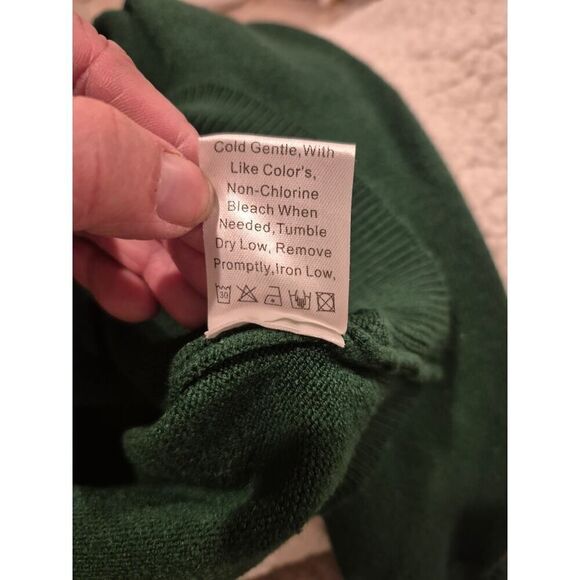 Cold Gentle,With
Like Color's,
Non-Chlorine
Bleach When
Needed,Tumble
Dry Low, Remove
Promptly,Iron Low,
30